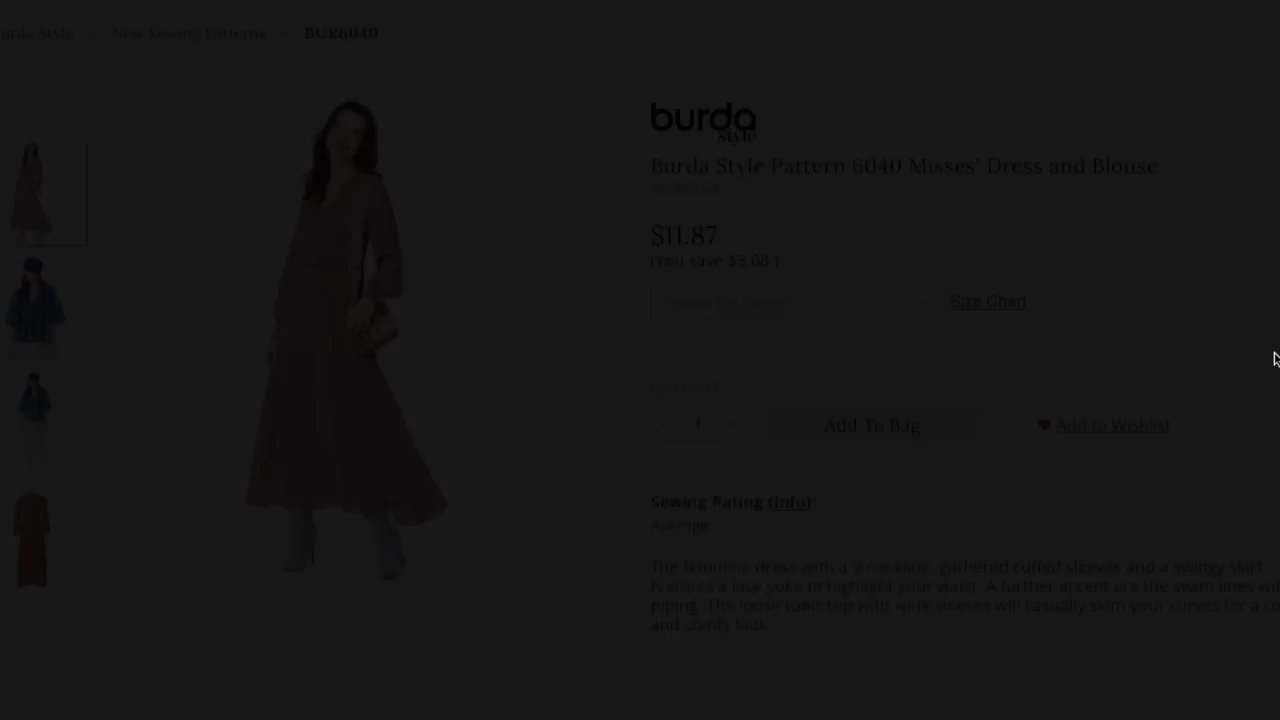 urda Style
New Sewing Patterns
BUR6040
burda
style
Burda Style Pattern 6040 Misses' Dress and Blouse
$11.87
(You save $5.08 )
Size Chart
1
Add To Bag
Add to Wishlist
Sewing Rating (Info)
Average
The feminine dress with a v-neckline, gathered cuffed sleeves and a swingy skirt
features a lace yoke to highlight your waist. A further accent are the seam lines wi
piping. The loose tunic top with wide sleeves will casually skim your curves for a co
and comfy look.